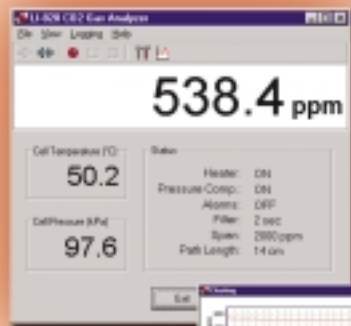 LI-820 CO2 Gas Analyzer
File View Logging Help
538.4 ppm
Cell Temperature (°C)
50.2
Cell Pressure (kPa)
97.6
Status
Heater: ON
Pressure Comp.: ON
Alarms: OFF
Filter: 2 sec
Span: 2000 ppm
Path Length: 14 cm
Exit